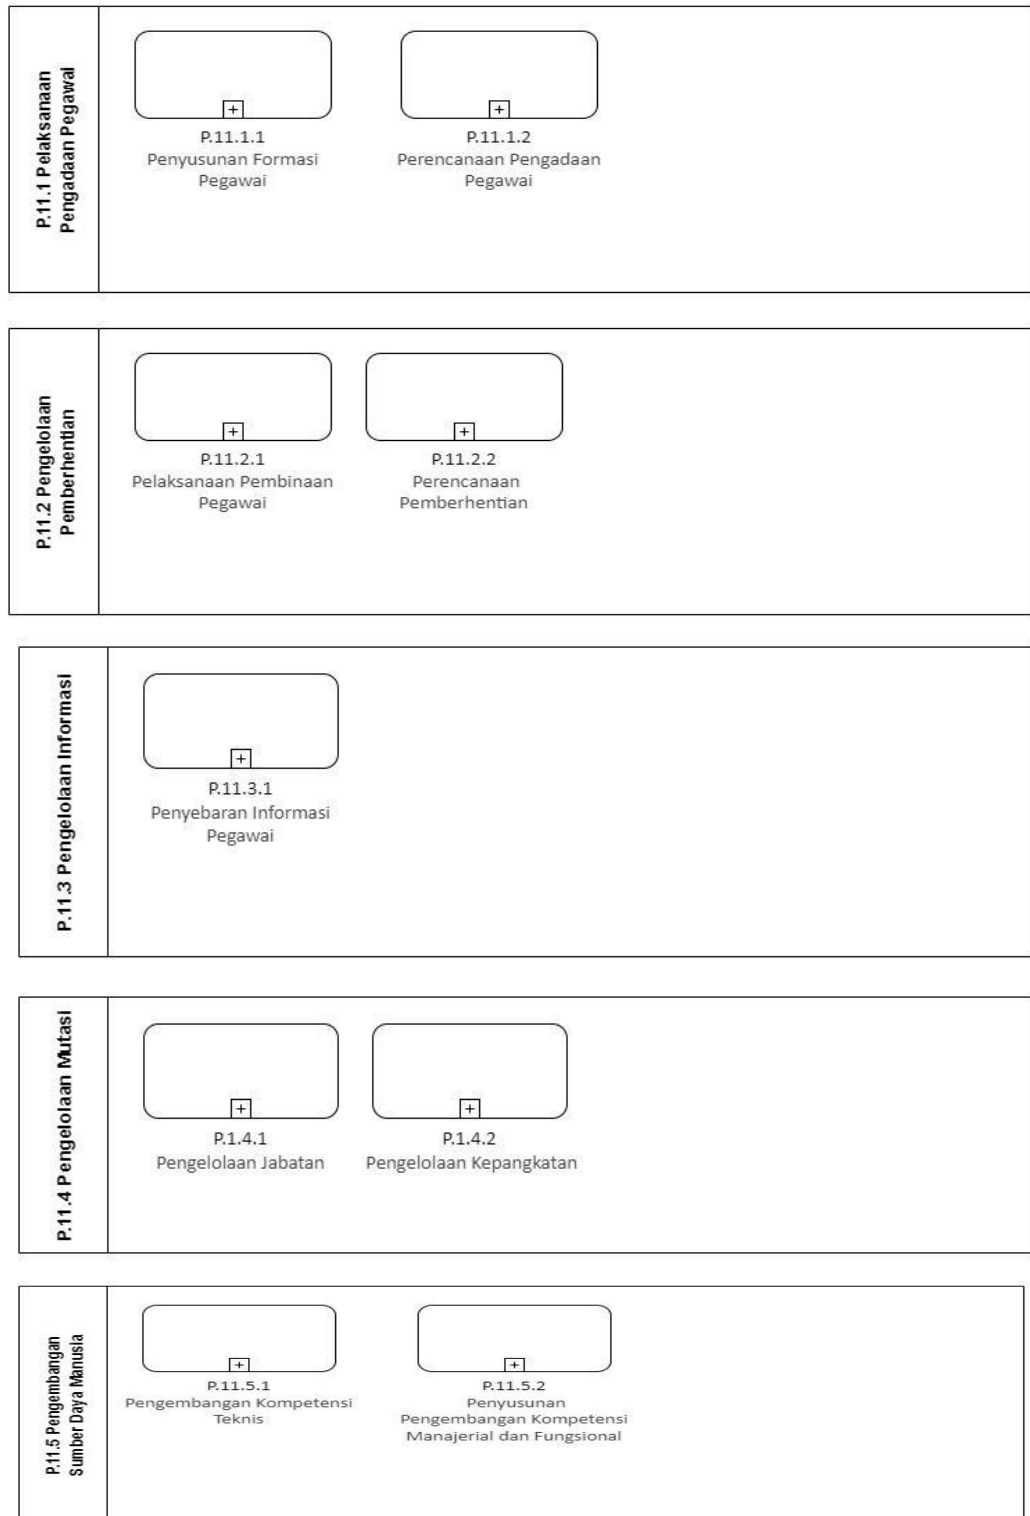 P.11.1 Pelaksanaan
Pengadaan Pegawai
P.11.1.1
Penyusunan Formasi
Pegawai
P.11.1.2
Perencanaan Pengadaan
Pegawai
P.11.2 Pengelolaan
Pemberhentian
P.11.2.1
Pelaksanaan Pembinaan
Pegawai
P.11.2.2
Perencanaan
Pemberhentian
P.11.3 Pengelolaan Informasi
P.11.3.1
Penyebaran Informasi
Pegawai
P.11.4 Pengelolaan Mutasi
P.1.4.1
Pengelolaan Jabatan
P.1.4.2
Pengelolaan Kepangkatan
P.11.5 Pengembangan
Sumber Daya Manusia
P.11.5.1
Pengembangan Kompetensi
Teknis
P.11.5.2
Penyusunan
Pengembangan Kompetensi
Manajerial dan Fungsional